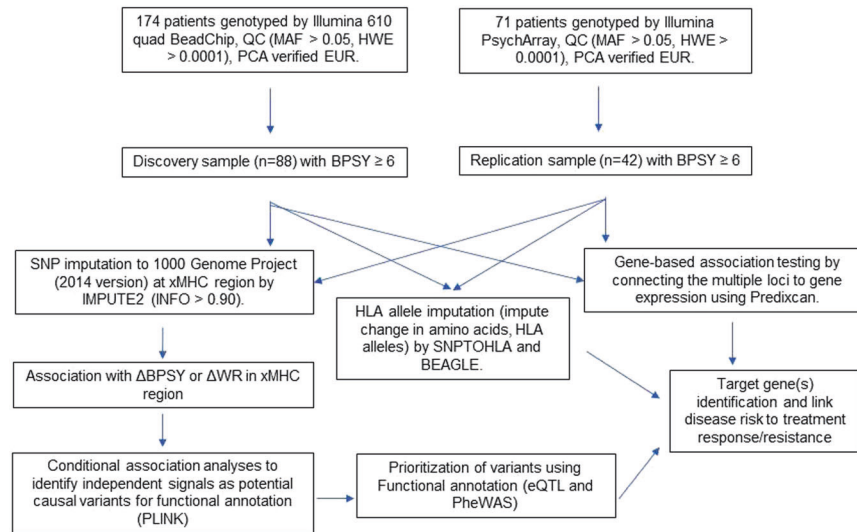 174 patients genotyped by Illumina 610
quad BeadChip, QC (MAF > 0.05, HWE
> 0.0001), PCA verified EUR.
71 patients genotyped by Illumina
PsychArray, QC (MAF > 0.05, HWE >
0.0001), PCA verified EUR.
Discovery sample (n=88) with BPSY ≥ 6
Replication sample (n=42) with BPSY ≥ 6
SNP imputation to 1000 Genome Project
(2014 version) at xMHC region by
IMPUTE2 (INFO > 0.90).
HLA allele imputation (impute
change in amino acids, HLA
alleles) by SNPTOHLA and
BEAGLE.
Gene-based association testing by
connecting the multiple loci to gene
expression using Predixcan.
Association with ΔBPSY or ΔWR in xMHC
region
Target gene(s)
identification and link
disease risk to treatment
response/resistance
Conditional association analyses to
identify independent signals as potential
causal variants for functional annotation
(PLINK)
Prioritization of variants using
Functional annotation (eQTL and
PheWAS)